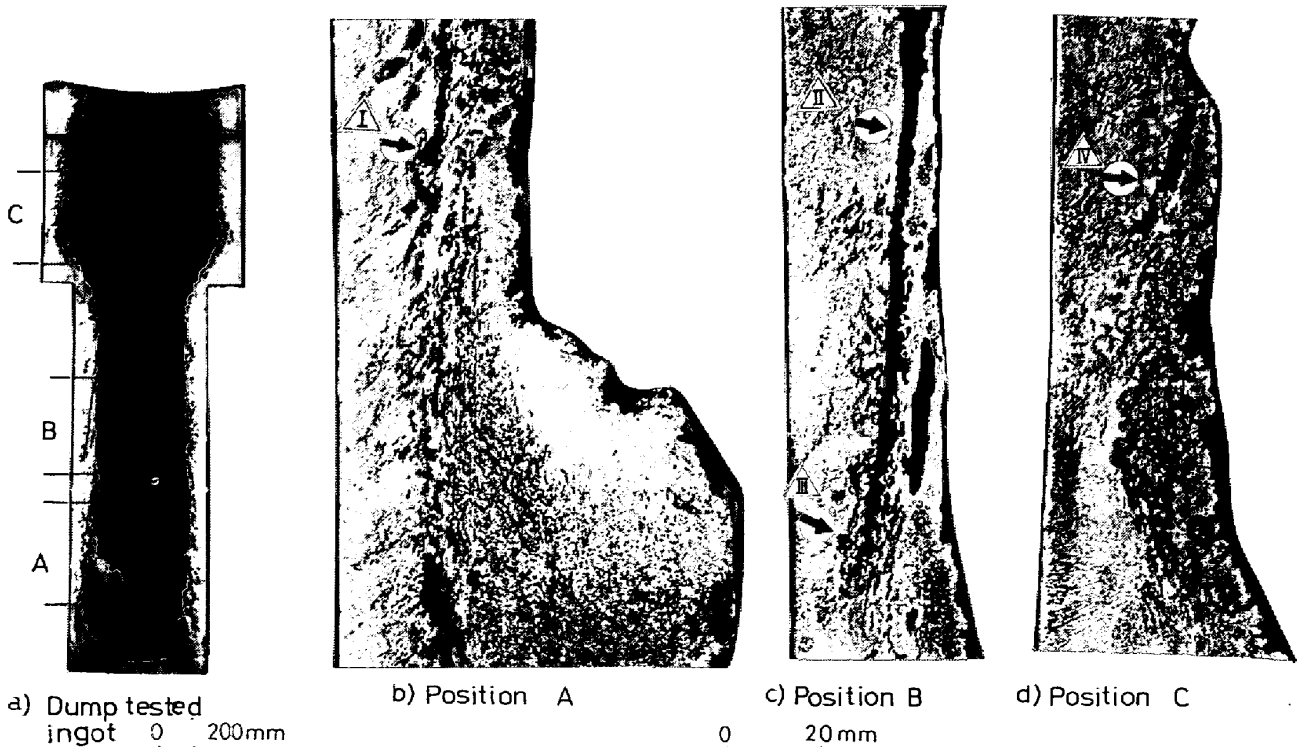 C
B
A
I
II
III
IV
a) Dump tested
ingot 0 200mm
b) Position A
c) Position B
d) Position C
0 20mm